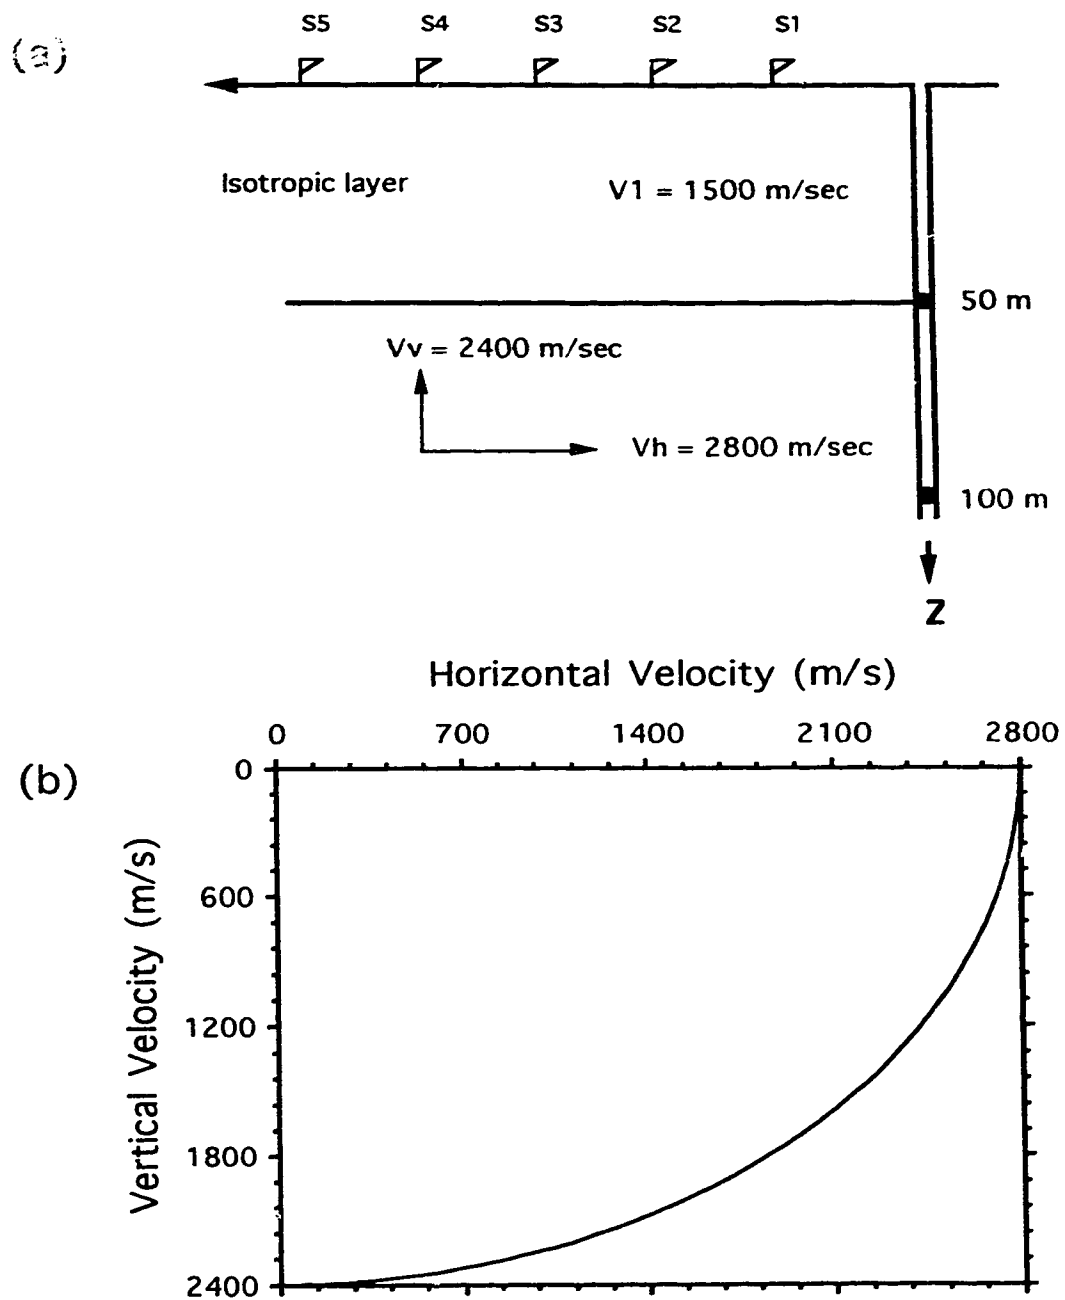 (a)
S5 S4 S3 S2 S1
Isotropic layer
V1 = 1500 m/sec
50 m
Vv = 2400 m/sec
Vh = 2800 m/sec
100 m
Z
Horizontal Velocity (m/s)
0 700 1400 2100 2800
(b)
Vertical Velocity (m/s)
0
600
1200
1800
2400